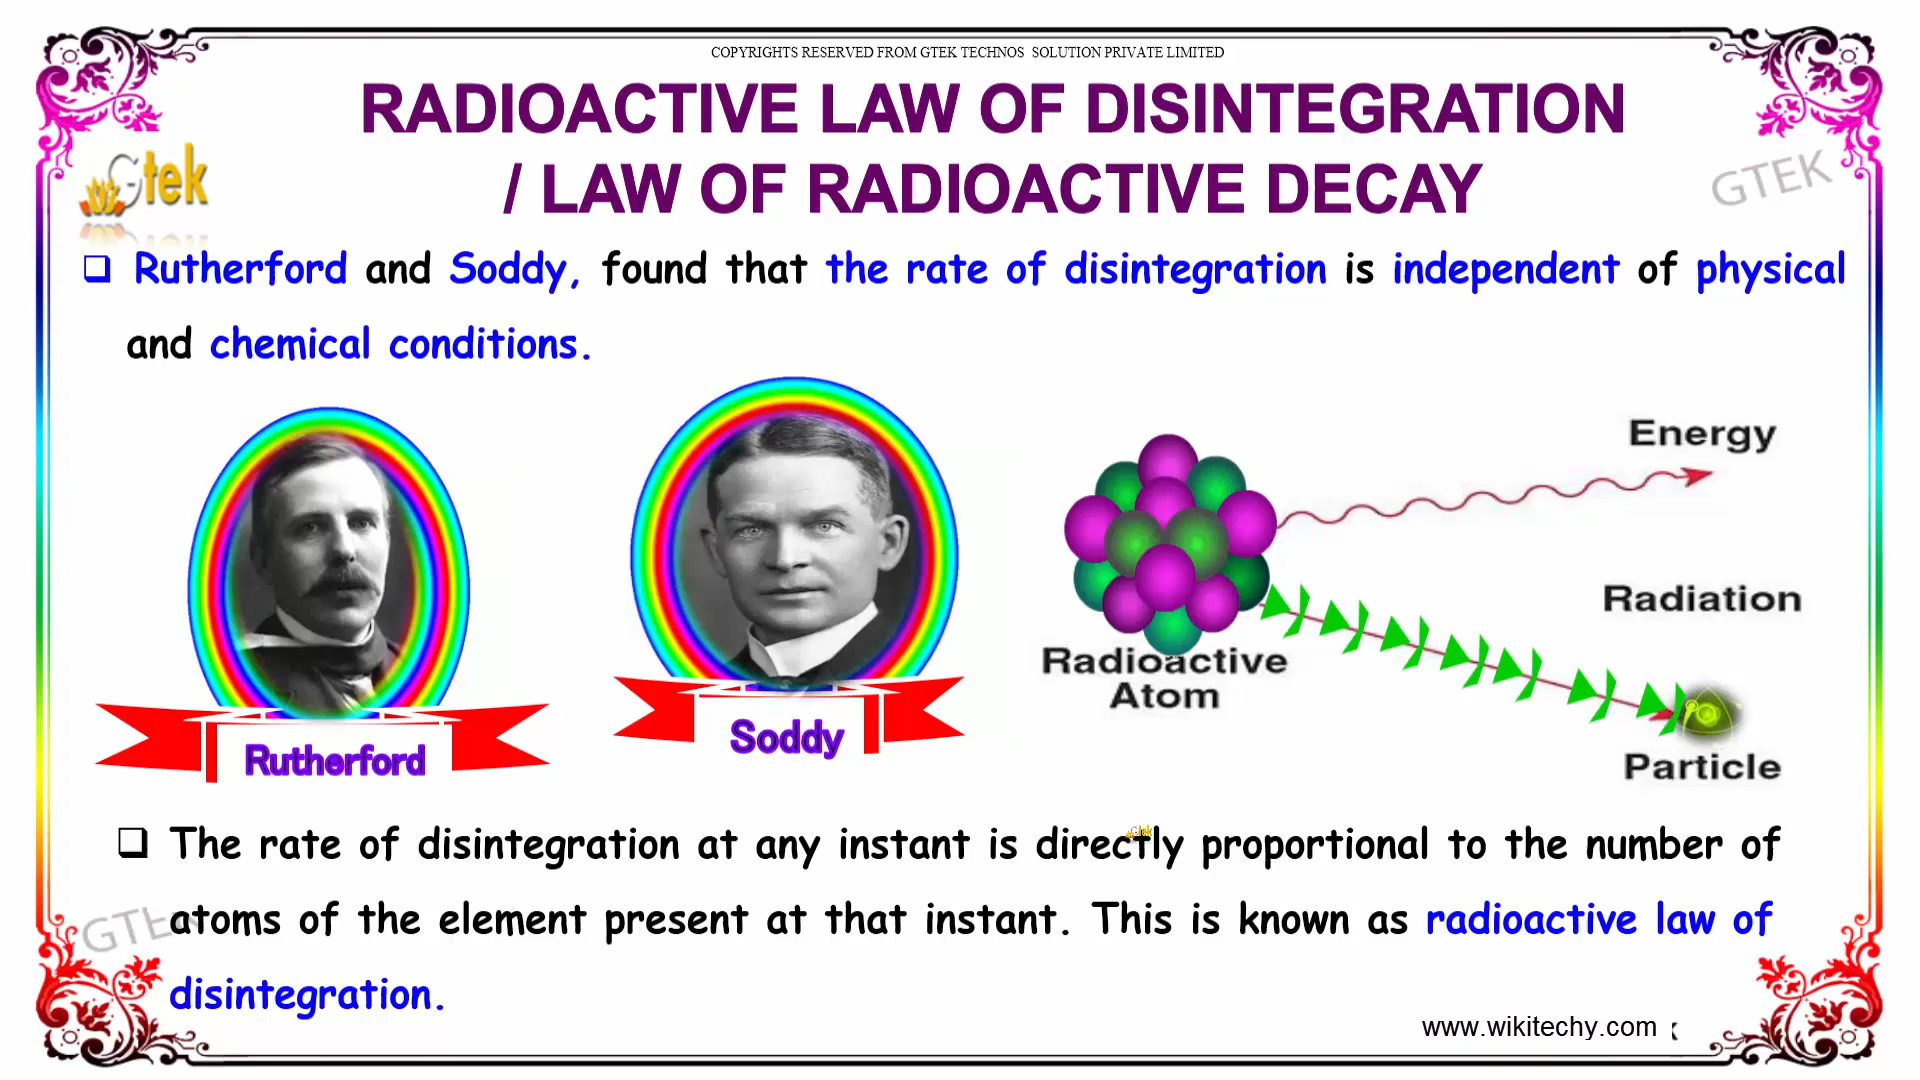 COPYRIGHTS RESERVED FROM GTEK TECHNOS SOLUTION PRIVATE LIMITED
RADIOACTIVE LAW OF DISINTEGRATION
/ LAW OF RADIOACTIVE DECAY
Gtek
GTEK
Rutherford and Soddy, found that the rate of disintegration is independent of physical
and chemical conditions.
Energy
Radiation
Radioactive
Atom
Particle
Rutherford
Soddy
The rate of disintegration at any instant is directly proportional to the number of
Gtek
GTEK
atoms of the element present at that instant. This is known as radioactive law of
disintegration.
www.wikitechy.com